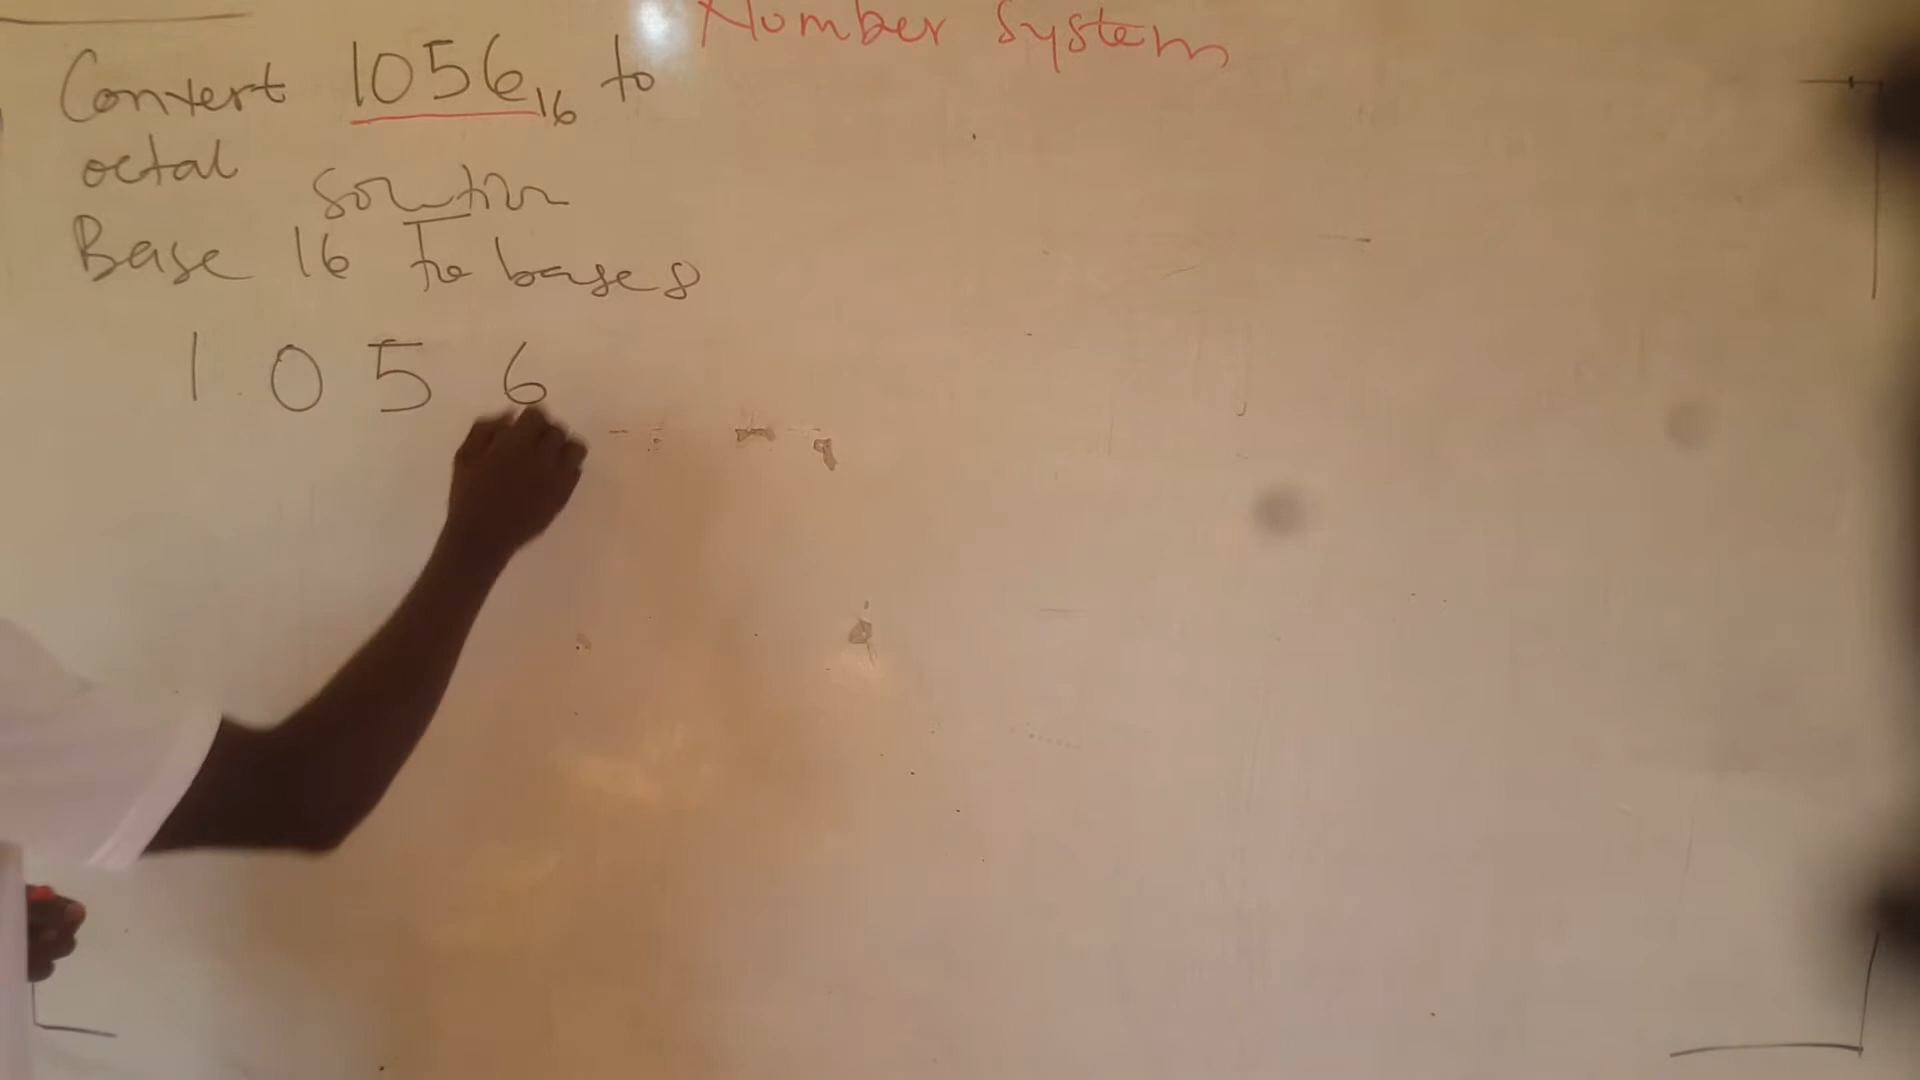 Number System
Convert 1056₁₆ to
octal
solution
Base 16 to base 8
1 0 5 6